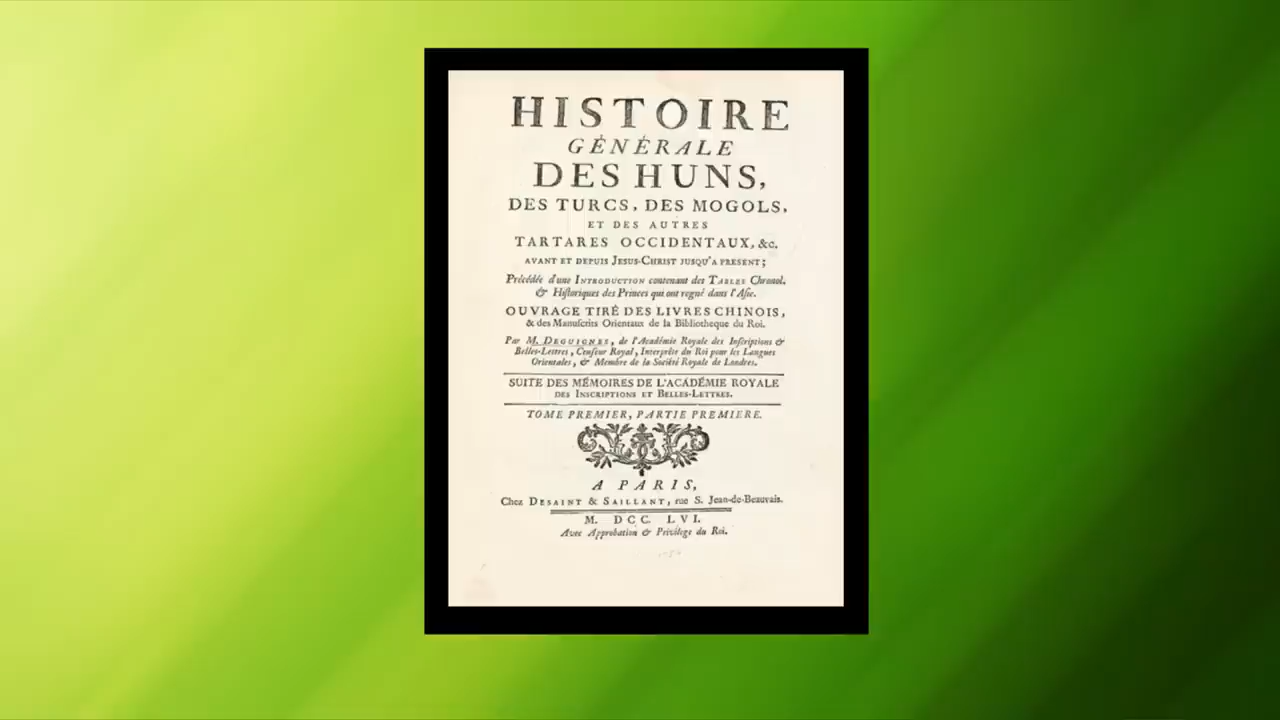 HISTOIRE
GÉNÉRALE
DES HUNS,
DES TURCS, DES MOGOLS,
ET DES AUTRES
TARTARES OCCIDENTAUX, &c.
AVANT ET DEPUIS JESUS-CHRIST JUSQU'A PRESENT;
Précédée d'une INTRODUCTION contenant des TABLES Chronol.
& Historiques des Princes qui ont regné dans l'Asie.
OUVRAGE TIRÉ DES LIVRES CHINOIS,
& des Manuscrits Orientaux de la Bibliotheque du Roi.
Par M. DEGUIGNES, de l'Académie Royale des Inscriptions &
Belles-Lettres, Censeur Royal, Interprète du Roi pour les Langues
Orientales, & Membre de la Société Royale de Londres.
SUITE DES MÉMOIRES DE L'ACADÉMIE ROYALE
DES INSCRIPTIONS ET BELLES-LETTRES.
TOME PREMIER, PARTIE PREMIERE.
A PARIS,
Chez DESAINT & SAILLANT, rue S. Jean-de-Beauvais.
M. DCC. LVI.
Avec Approbation & Privilege du Roi.